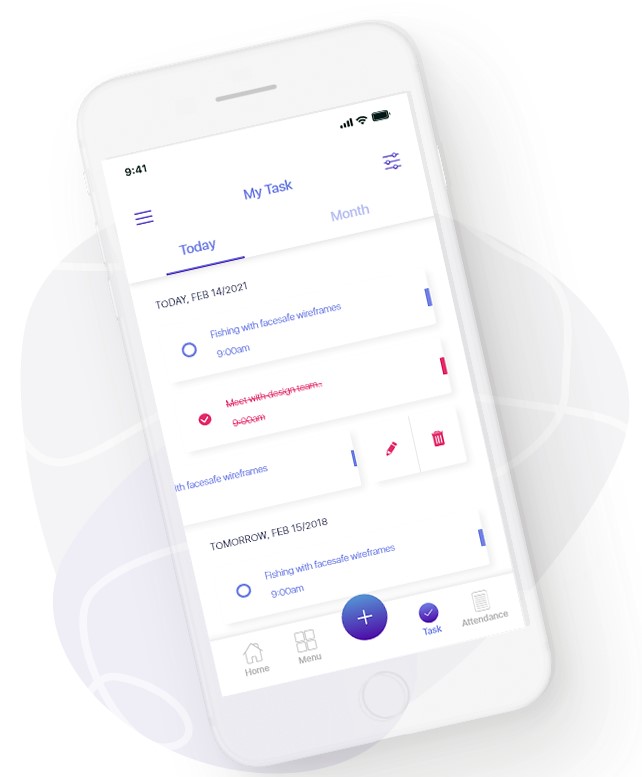 9:41
My Task
Today
Month
TODAY, FEB 14/2021
Fishing with facesafe wireframes
9:00am
Meet with design team
9:00am
ith facesafe wireframes
TOMORROW, FEB 15/2018
Fishing with facesafe wireframes
9:00am
Home
Menu
Task
Attendance